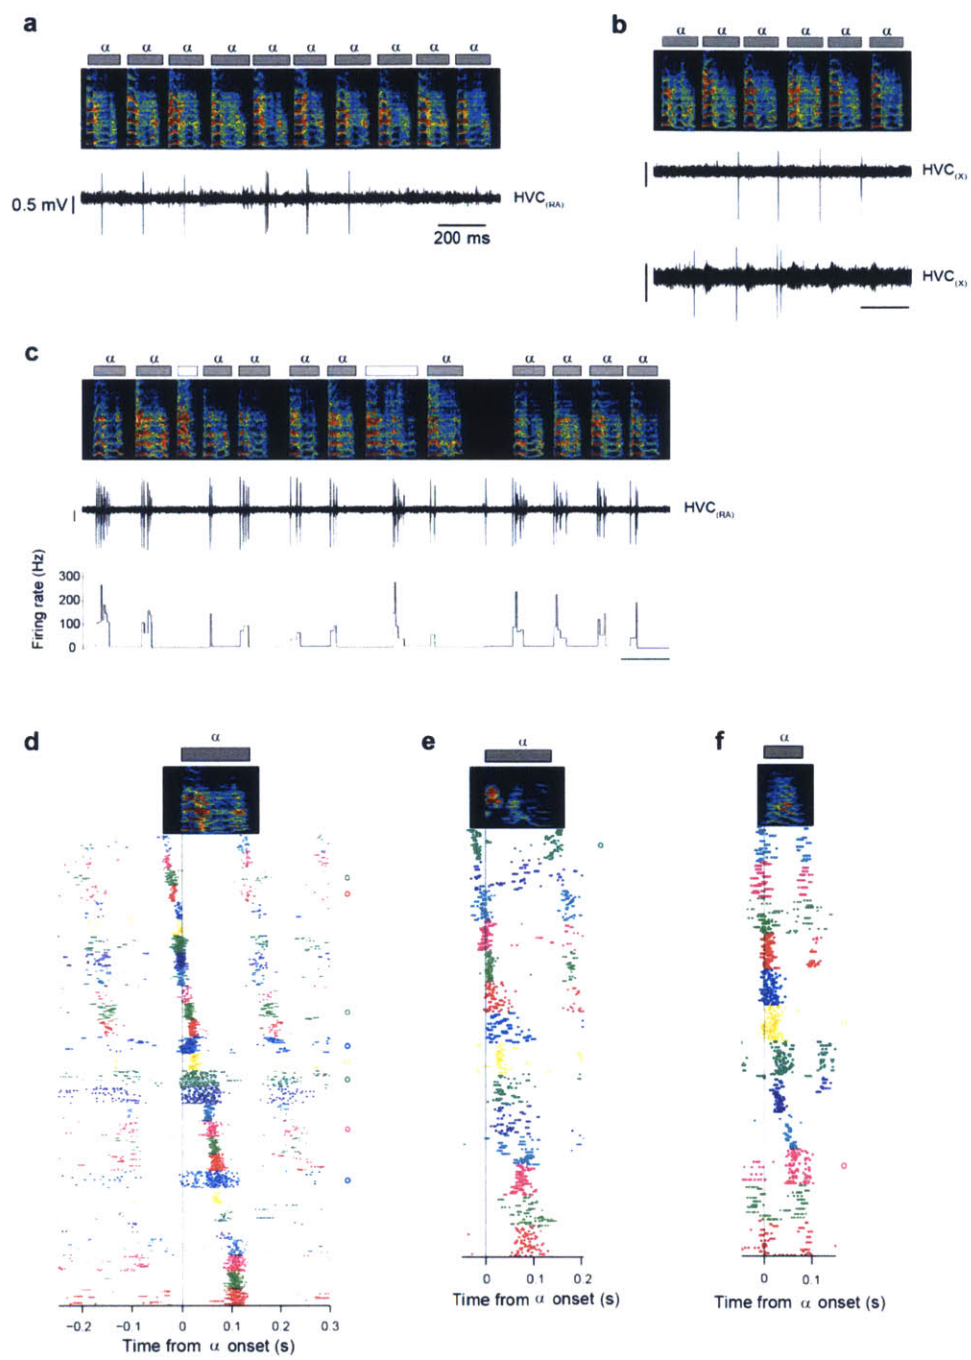 a
α α α α α α α α α α
0.5 mV
HVC(RA)
200 ms
b
α α α α α α
HVC(X)
HVC(X)
c
α α α α α α α α α α α
HVC(RA)
Firing rate (Hz)
300
200
100
0
d
α
e
α
f
α
−0.2 −0.1 0 0.1 0.2 0.3
Time from α onset (s)
0 0.1 0.2
Time from α onset (s)
0 0.1
Time from α onset (s)